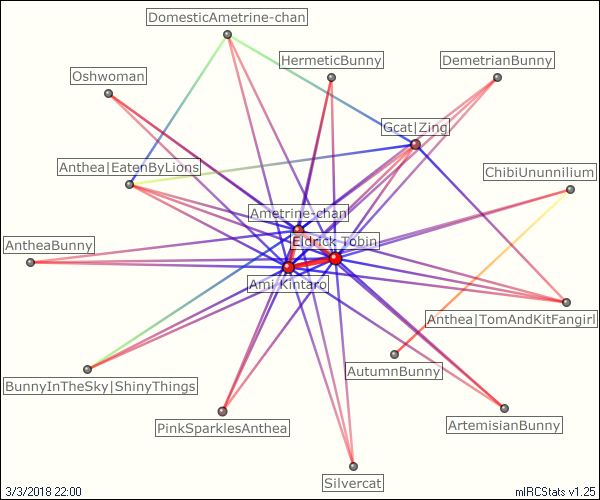 DomesticAmetrine-chan
HermeticBunny
DemetrianBunny
Oshwoman
Gcat|Zing
Anthea|EatenByLions
ChibiUnunnilium
Ametrine-chan
Eldrick Tobin
AntheaBunny
Ami Kintaro
Anthea|TomAndKitFangirl
AutumnBunny
BunnyInTheSky|ShinyThings
PinkSparklesAnthea
ArtemisianBunny
Silvercat
3/3/2018 22:00
mIRCStats v1.25